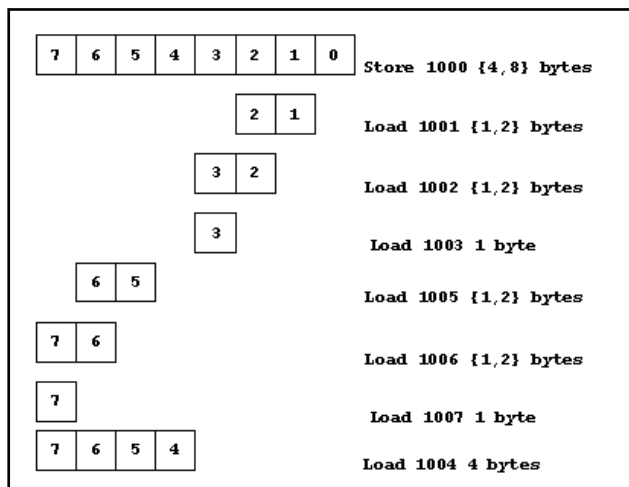 7 6 5 4 3 2 1 0 Store 1000 {4,8} bytes
2 1 Load 1001 {1,2} bytes
3 2 Load 1002 {1,2} bytes
3 Load 1003 1 byte
6 5 Load 1005 {1,2} bytes
7 6 Load 1006 {1,2} bytes
7 Load 1007 1 byte
7 6 5 4 Load 1004 4 bytes